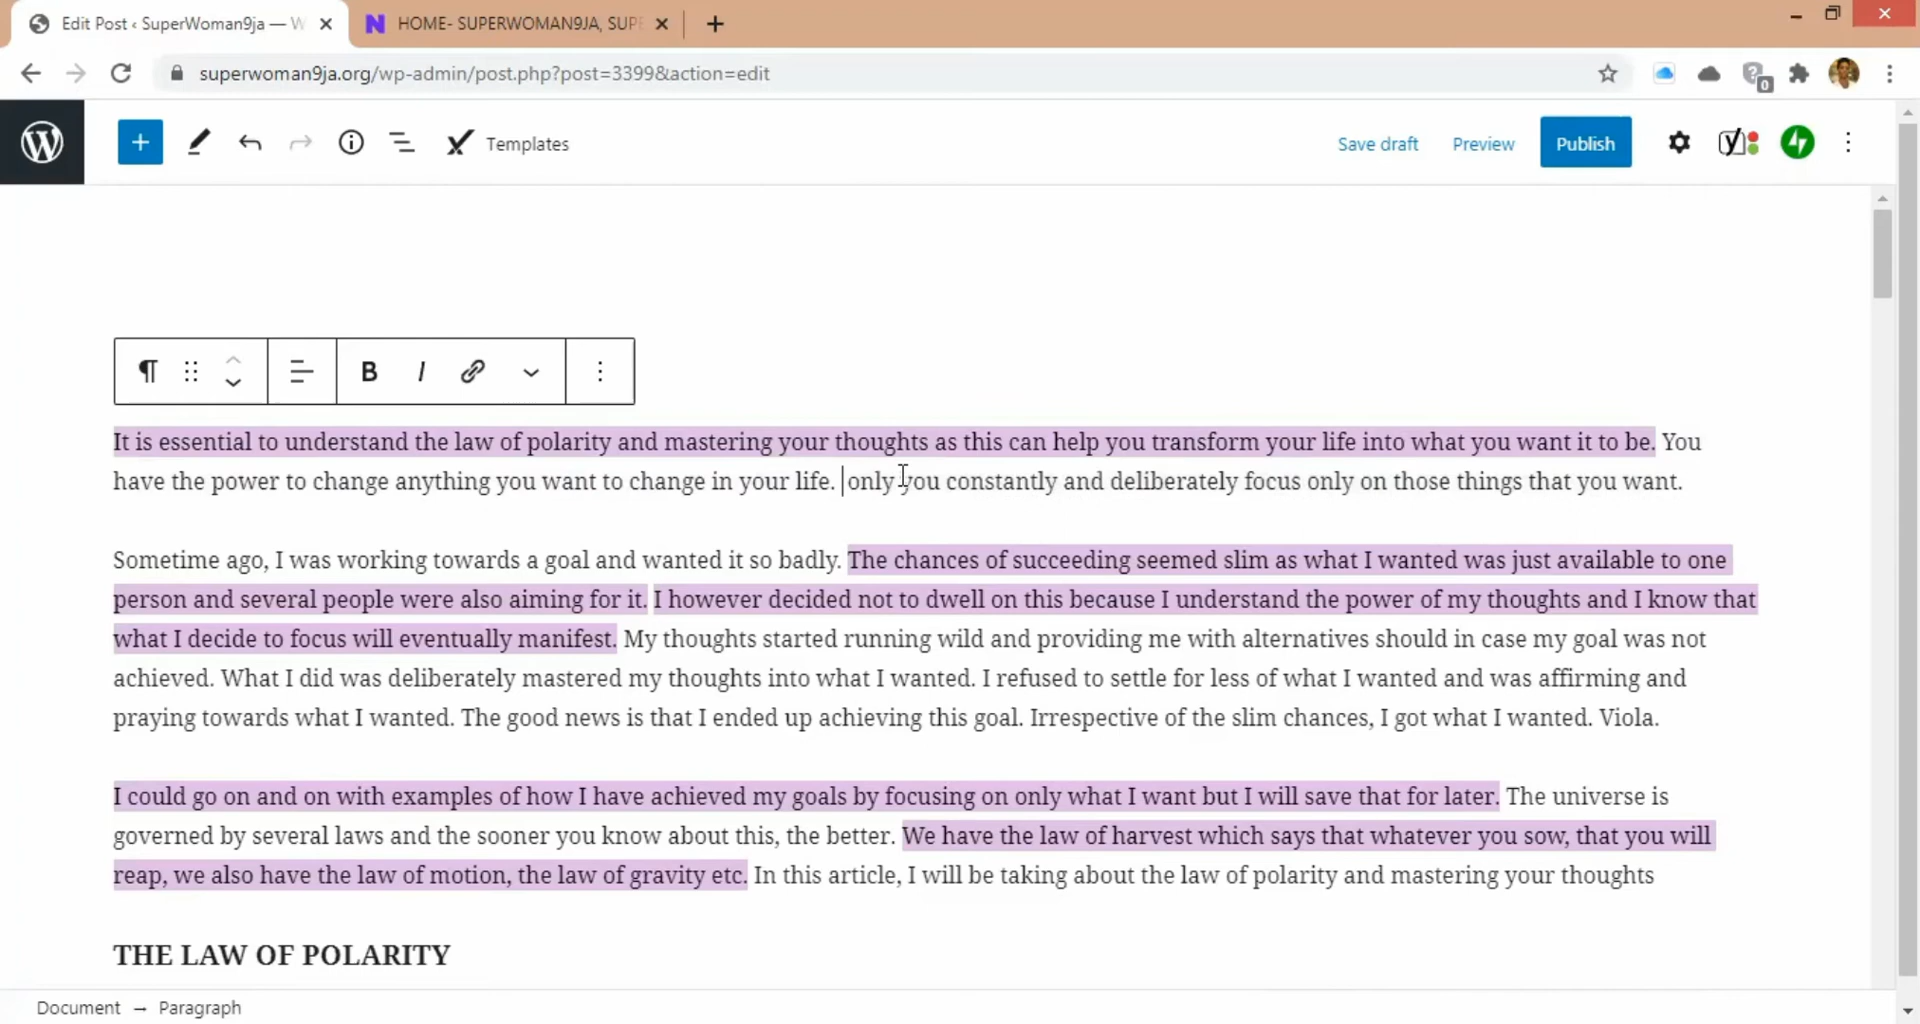 Edit Post ‹ SuperWoman9ja — W
HOME- SUPERWOMAN9JA, SUPE
superwoman9ja.org/wp-admin/post.php?post=3399&action=edit
0
Templates
Save draft
Preview
Publish
B I
It is essential to understand the law of polarity and mastering your thoughts as this can help you transform your life into what you want it to be. You
have the power to change anything you want to change in your life. only you constantly and deliberately focus only on those things that you want.
Sometime ago, I was working towards a goal and wanted it so badly. The chances of succeeding seemed slim as what I wanted was just available to one
person and several people were also aiming for it. I however decided not to dwell on this because I understand the power of my thoughts and I know that
what I decide to focus will eventually manifest. My thoughts started running wild and providing me with alternatives should in case my goal was not
achieved. What I did was deliberately mastered my thoughts into what I wanted. I refused to settle for less of what I wanted and was affirming and
praying towards what I wanted. The good news is that I ended up achieving this goal. Irrespective of the slim chances, I got what I wanted. Viola.
I could go on and on with examples of how I have achieved my goals by focusing on only what I want but I will save that for later. The universe is
governed by several laws and the sooner you know about this, the better. We have the law of harvest which says that whatever you sow, that you will
reap, we also have the law of motion, the law of gravity etc. In this article, I will be taking about the law of polarity and mastering your thoughts
THE LAW OF POLARITY
Document → Paragraph